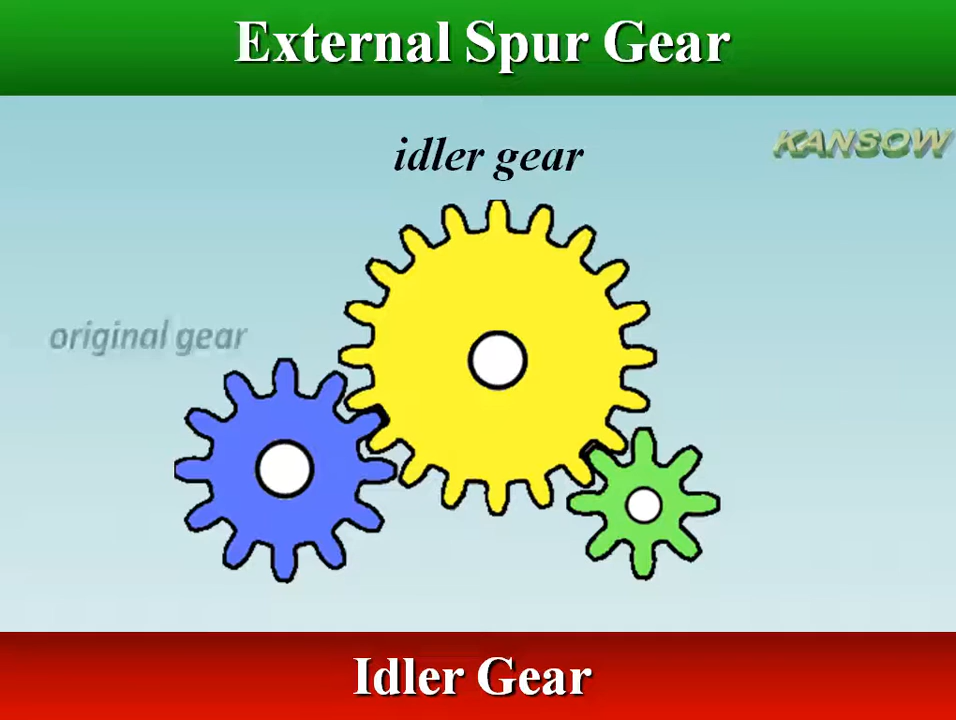 External Spur Gear
KANSOW
idler gear
original gear
Idler Gear